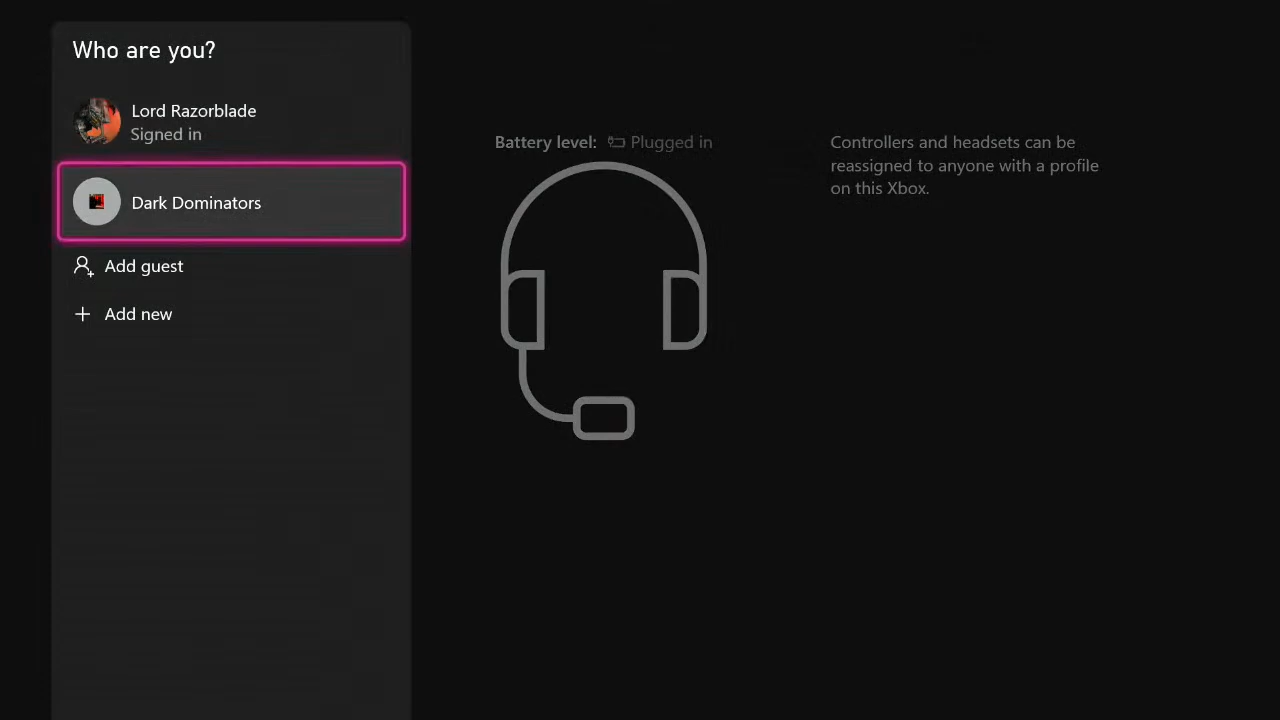 Who are you?
Lord Razorblade
Signed in
Dark Dominators
Add guest
Add new
Battery level: Plugged in
Controllers and headsets can be
reassigned to anyone with a profile
on this Xbox.